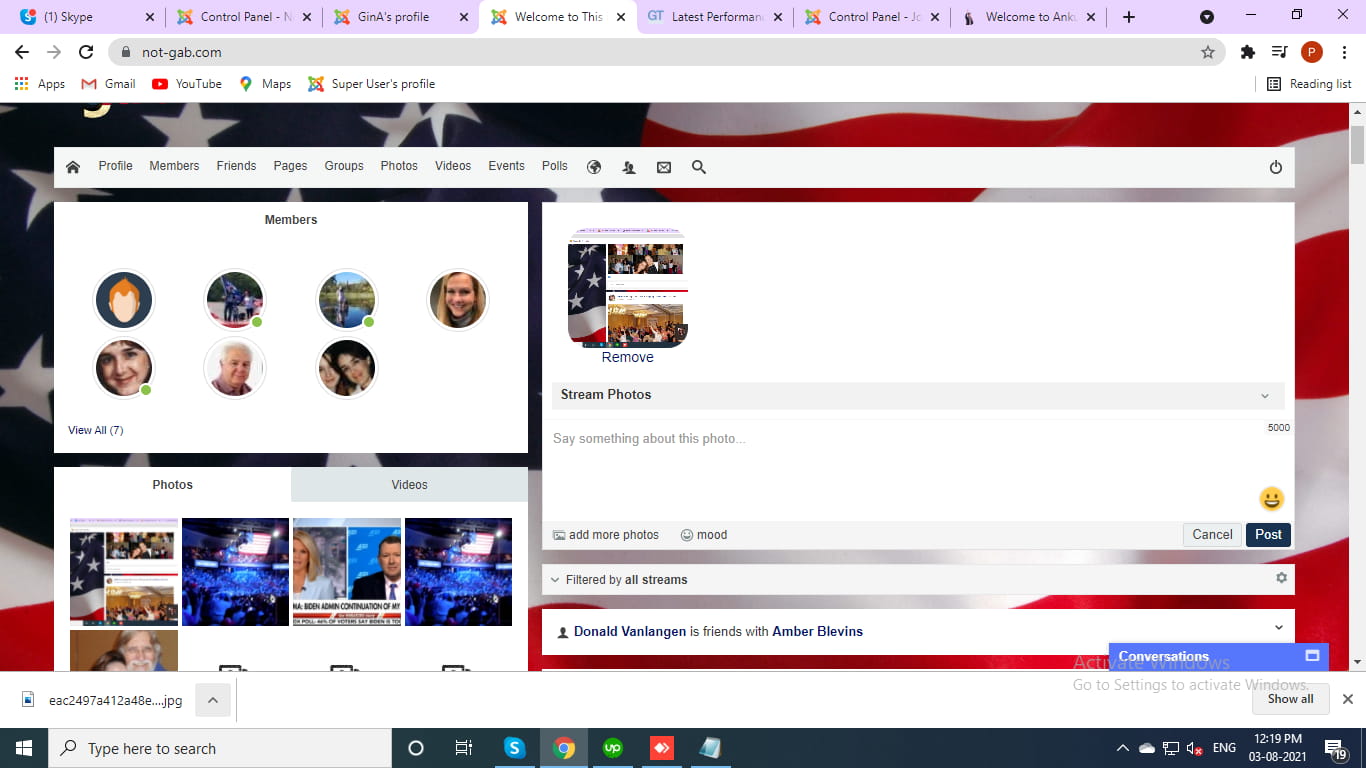 (1) Skype
Control Panel - N
GinA's profile
Welcome to This
GT
Latest Performan
Control Panel - Jo
Welcome to Anku
not-gab.com
P
Apps
Gmail
YouTube
Maps
Super User's profile
Reading list
Profile
Members
Friends
Pages
Groups
Photos
Videos
Events
Polls
Members
View All (7)
Photos
Videos
MA: BIDEN ADMIN CONTINUATION OF MY
OX POLL: 46% OF VOTERS SAY BIDEN IS TOO
Remove
Stream Photos
5000
Say something about this photo...
add more photos
mood
Cancel
Post
Filtered by all streams
Donald Vanlangen is friends with Amber Blevins
Conversations
Activate Windows
Go to Settings to activate Windows.
eac2497a412a48e....jpg
Show all
Type here to search
S
up
ENG
12:19 PM
03-08-2021
19